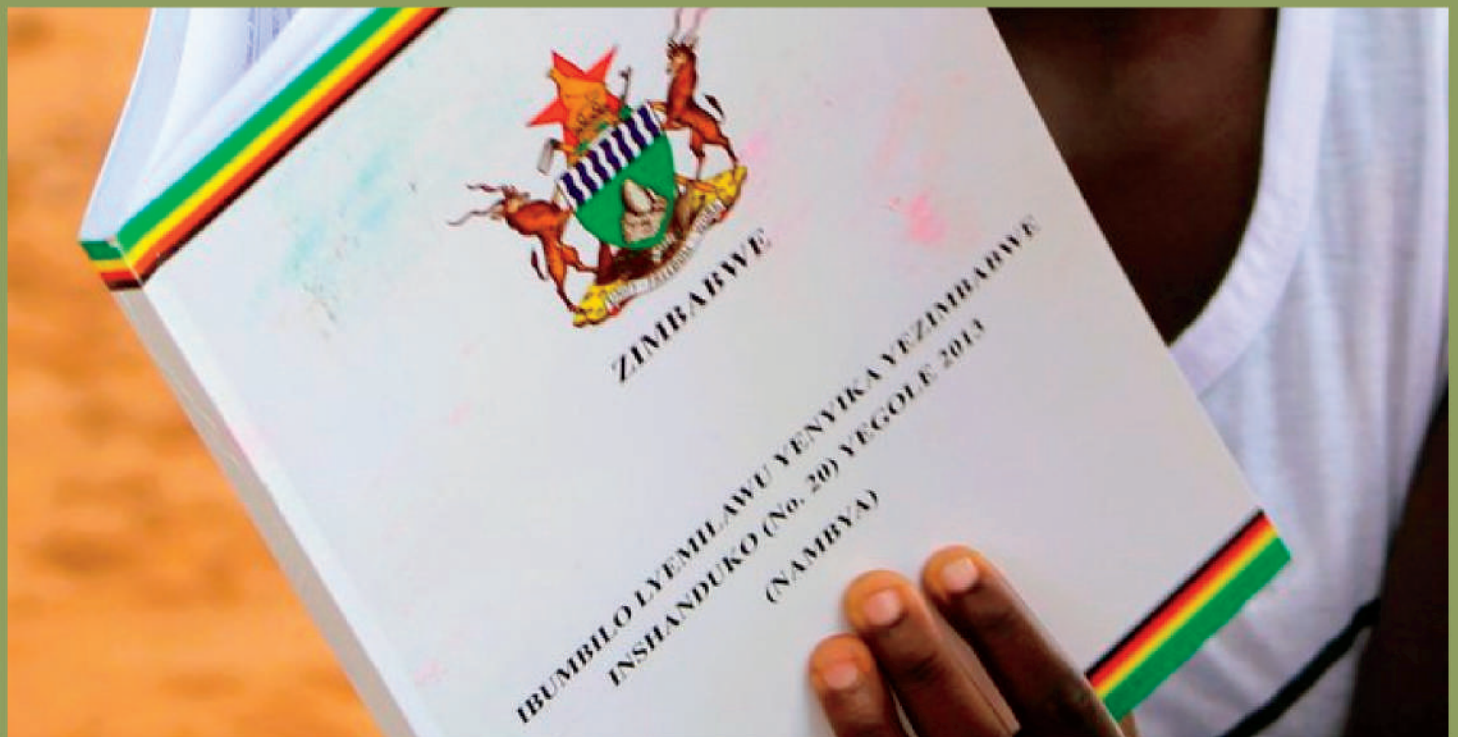 ZIMBABWE
IBUMBILO LYEMILAWU YENYIKA YEZIMBABWE
INSHANDUKO (No. 20) YEGOLE 2013
(NAMBYA)